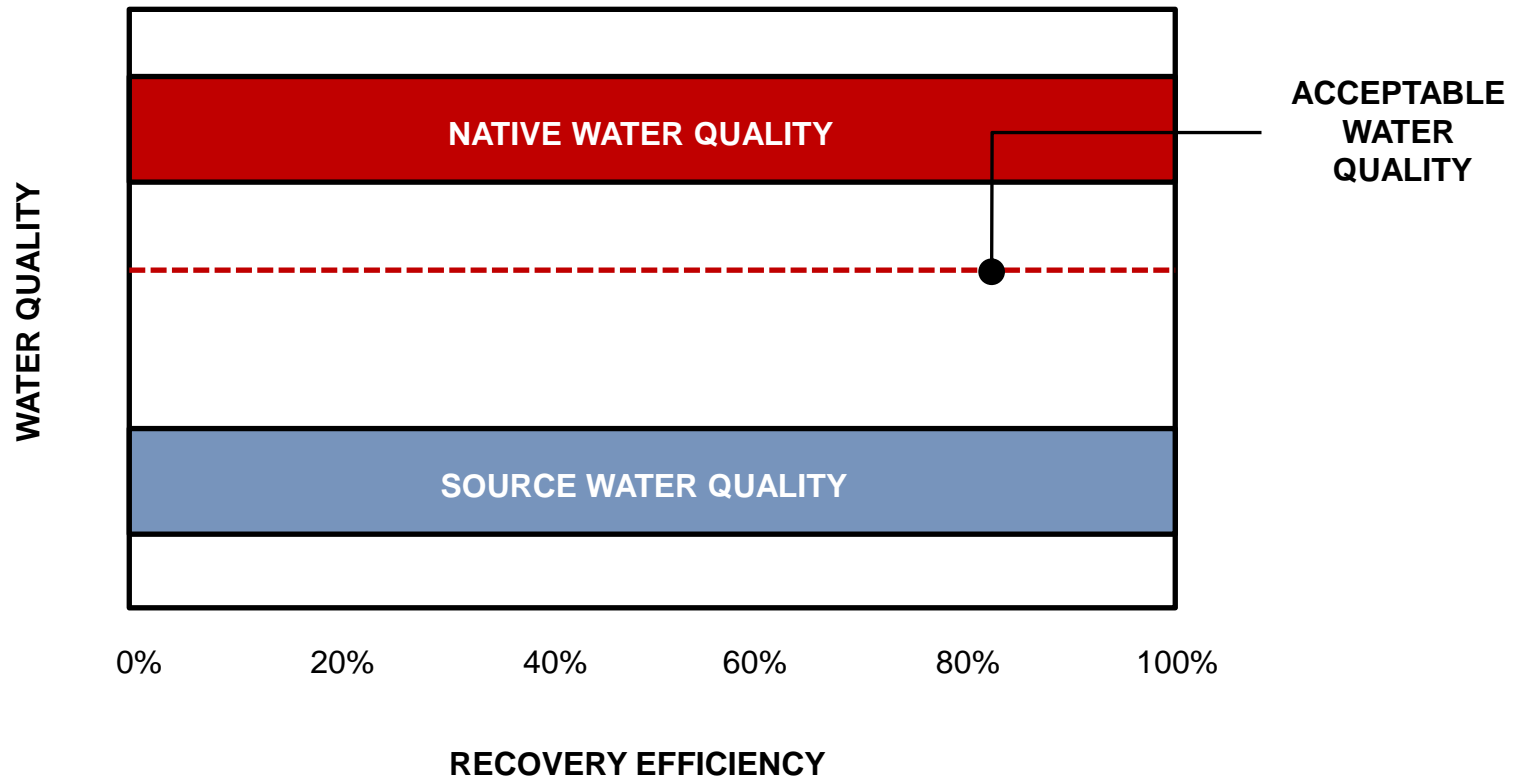 NATIVE WATER QUALITY
ACCEPTABLE
WATER
QUALITY
WATER QUALITY
SOURCE WATER QUALITY
0% 20% 40% 60% 80% 100%
RECOVERY EFFICIENCY